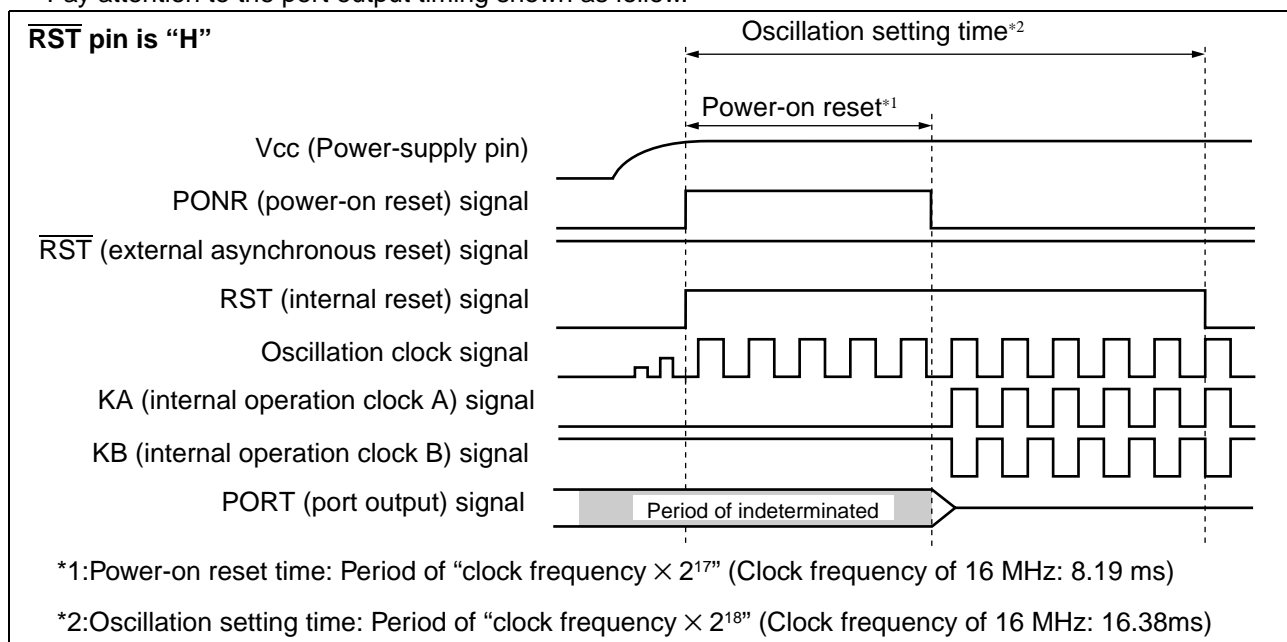 Pay attention to the port output timing shown as follow.
RST pin is “H”
Oscillation setting time*2
Power-on reset*1
Vcc (Power-supply pin)
PONR (power-on reset) signal
RST (external asynchronous reset) signal
RST (internal reset) signal
Oscillation clock signal
KA (internal operation clock A) signal
KB (internal operation clock B) signal
PORT (port output) signal
Period of indeterminated
*1:Power-on reset time: Period of “clock frequency × 2¹⁷” (Clock frequency of 16 MHz: 8.19 ms)
*2:Oscillation setting time: Period of “clock frequency × 2¹⁸” (Clock frequency of 16 MHz: 16.38ms)